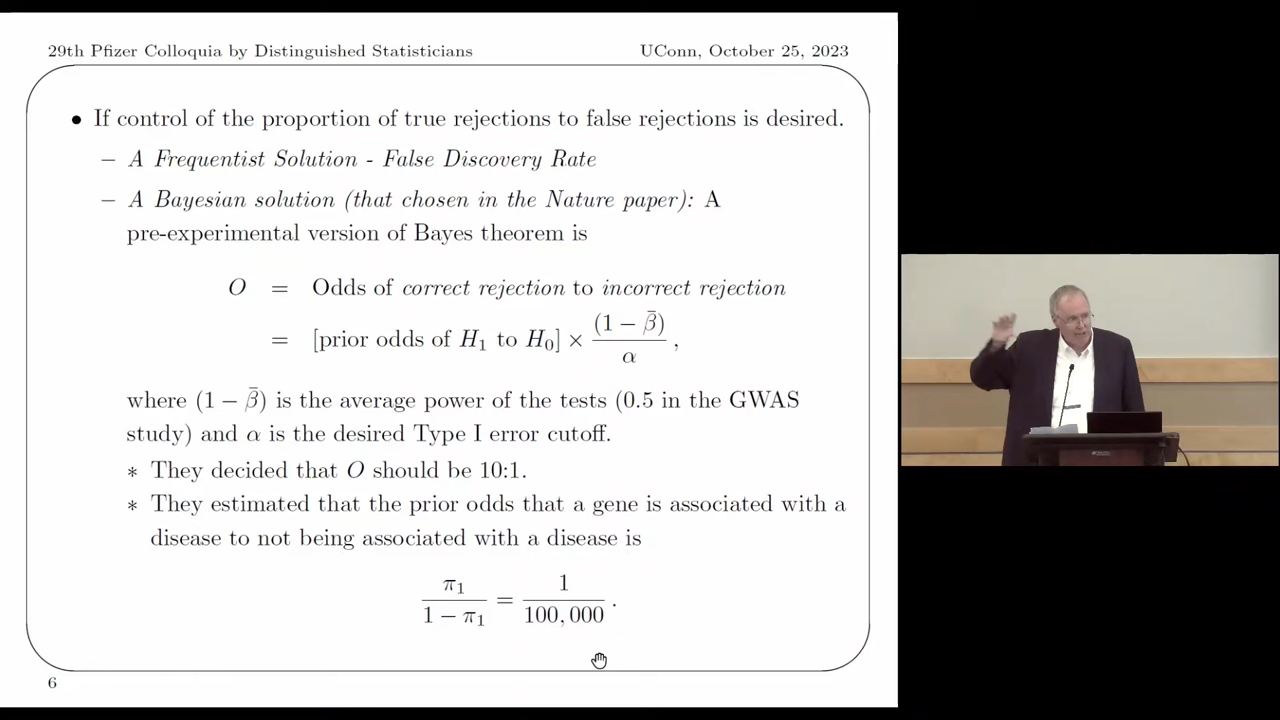 29th Pfizer Colloquia by Distinguished Statisticians UConn, October 25, 2023
• If control of the proportion of true rejections to false rejections is desired.
– A Frequentist Solution - False Discovery Rate
– A Bayesian solution (that chosen in the Nature paper): A
pre-experimental version of Bayes theorem is
O = Odds of correct rejection to incorrect rejection
= [prior odds of H₁ to H₀] × (1 − β̄) / α ,
where (1 − β̄) is the average power of the tests (0.5 in the GWAS
study) and α is the desired Type I error cutoff.
∗ They decided that O should be 10:1.
∗ They estimated that the prior odds that a gene is associated with a
disease to not being associated with a disease is
π₁ / 1 − π₁ = 1 / 100,000 .
6